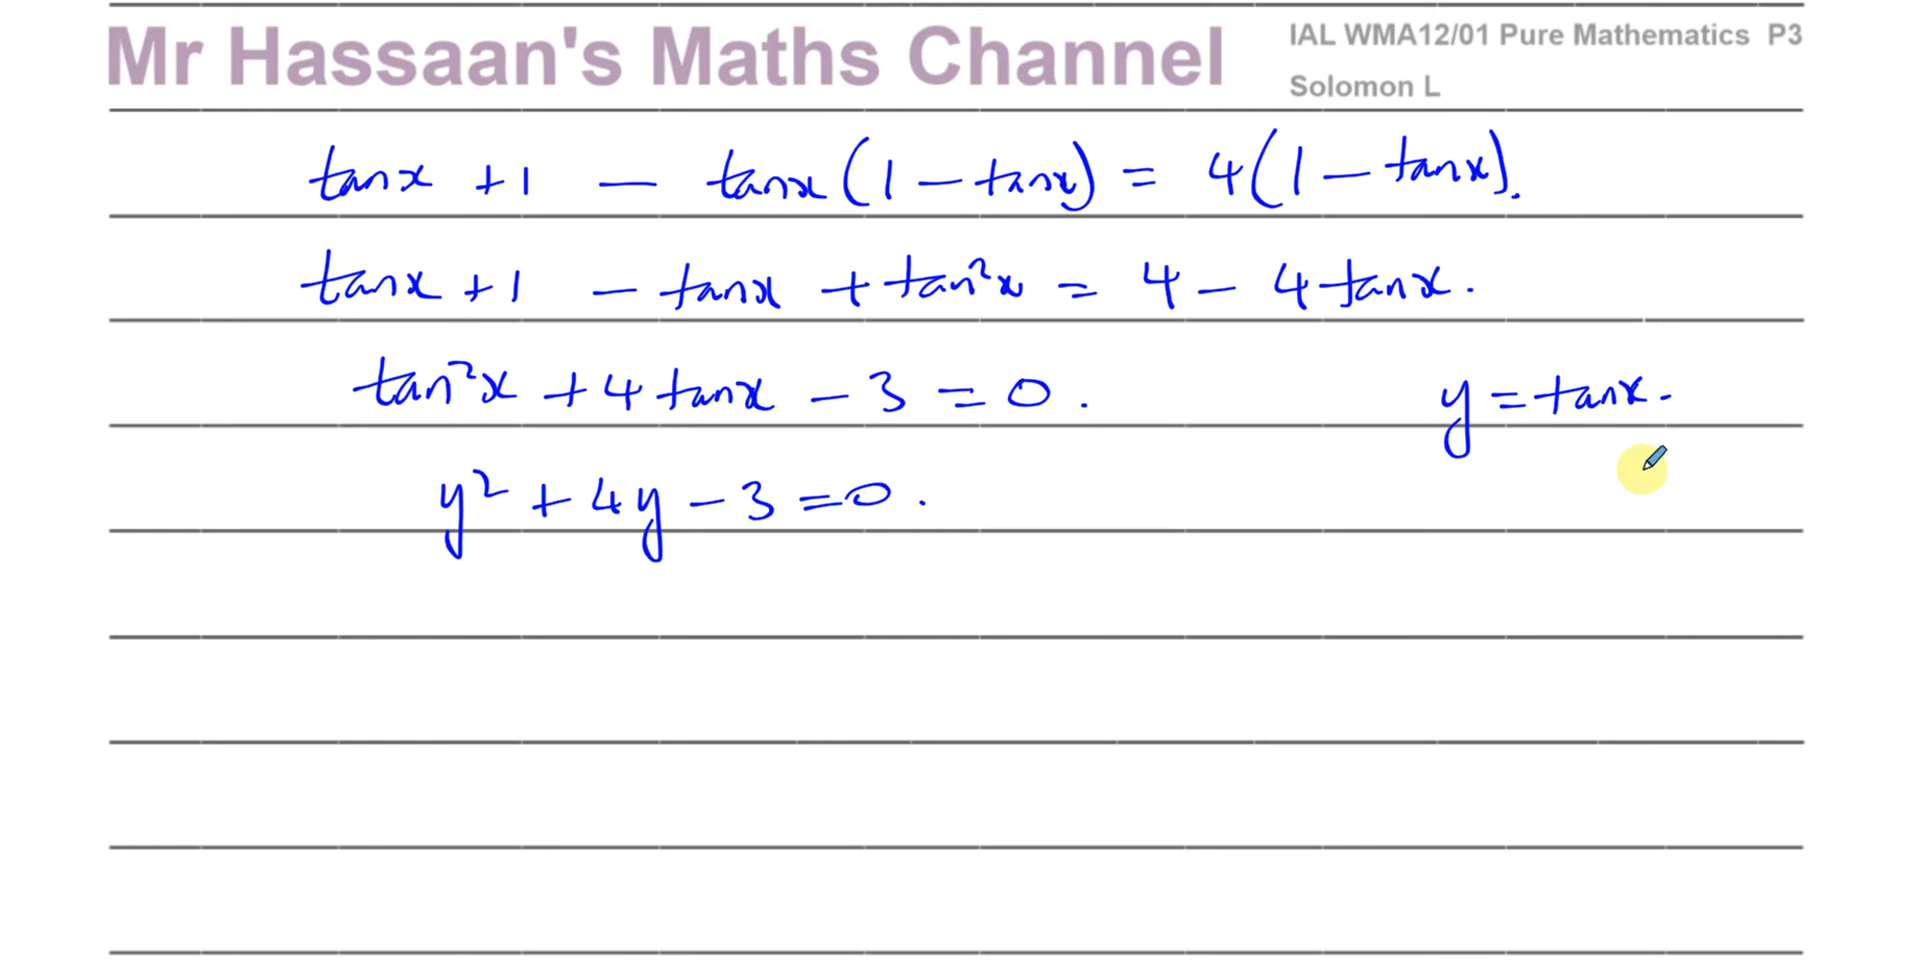 Mr Hassaan's Maths Channel
IAL WMA12/01 Pure Mathematics P3
Solomon L
tanx + 1 - tanx(1 - tanx) = 4(1 - tanx).
tanx + 1 - tanx + tan²x = 4 - 4tanx.
tan²x + 4tanx - 3 = 0.
y = tanx.
y² + 4y - 3 = 0.